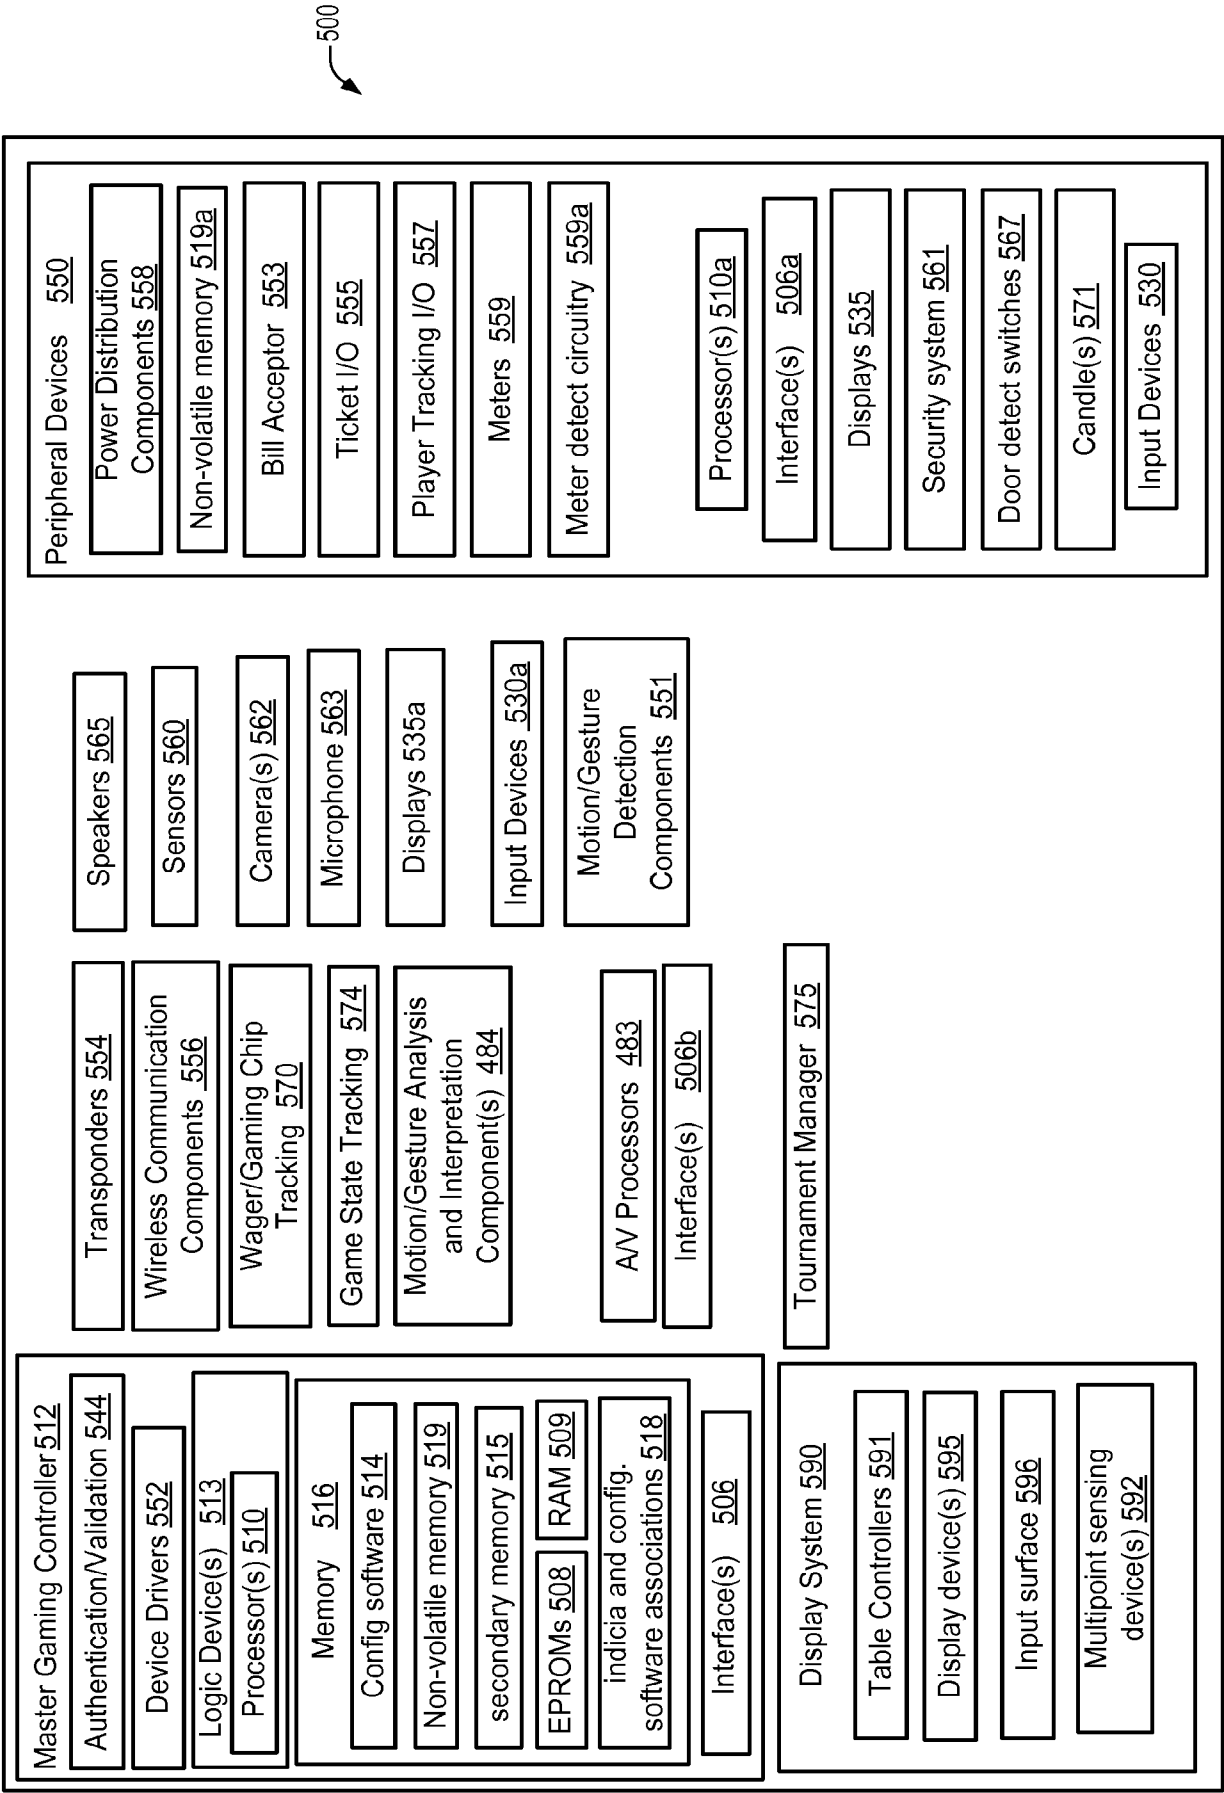 500
Master Gaming Controller 512
Authentication/Validation 544
Device Drivers 552
Logic Device(s) 513
Processor(s) 510
Memory 516
Config software 514
Non-volatile memory 519
secondary memory 515
EPROMs 508
RAM 509
indicia and config.
software associations 518
Interface(s) 506
Display System 590
Table Controllers 591
Display device(s) 595
Input surface 596
Multipoint sensing
device(s) 592
Transponders 554
Wireless Communication
Components 556
Wager/Gaming Chip
Tracking 570
Game State Tracking 574
Motion/Gesture Analysis
and Interpretation
Component(s) 484
A/V Processors 483
Interface(s) 506b
Tournament Manager 575
Speakers 565
Sensors 560
Camera(s) 562
Microphone 563
Displays 535a
Input Devices 530a
Motion/Gesture
Detection
Components 551
Peripheral Devices 550
Power Distribution
Components 558
Non-volatile memory 519a
Bill Acceptor 553
Ticket I/O 555
Player Tracking I/O 557
Meters 559
Meter detect circuitry 559a
Processor(s) 510a
Interface(s) 506a
Displays 535
Security system 561
Door detect switches 567
Candle(s) 571
Input Devices 530